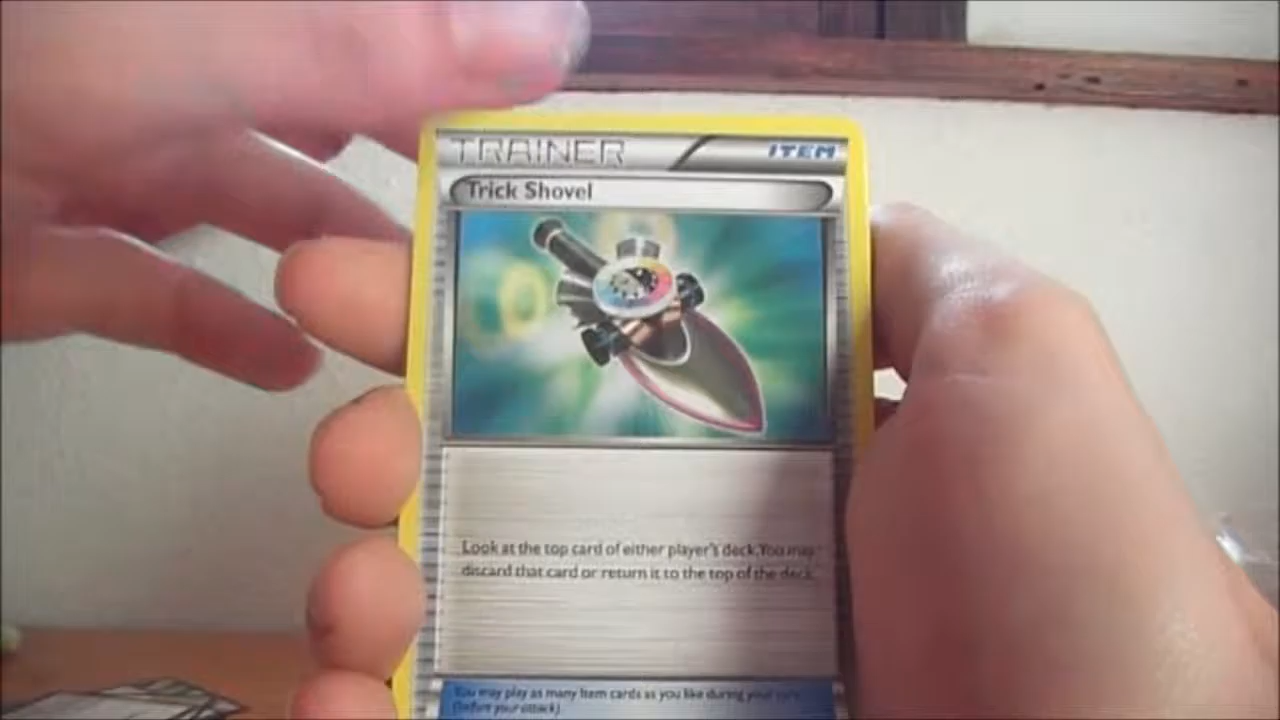 TRAINER
ITEM
Trick Shovel
Look at the top card of either player's deck. You may
discard that card or return it to the top of the deck.
You may play as many Item cards as you like during your turn
(before your attack).